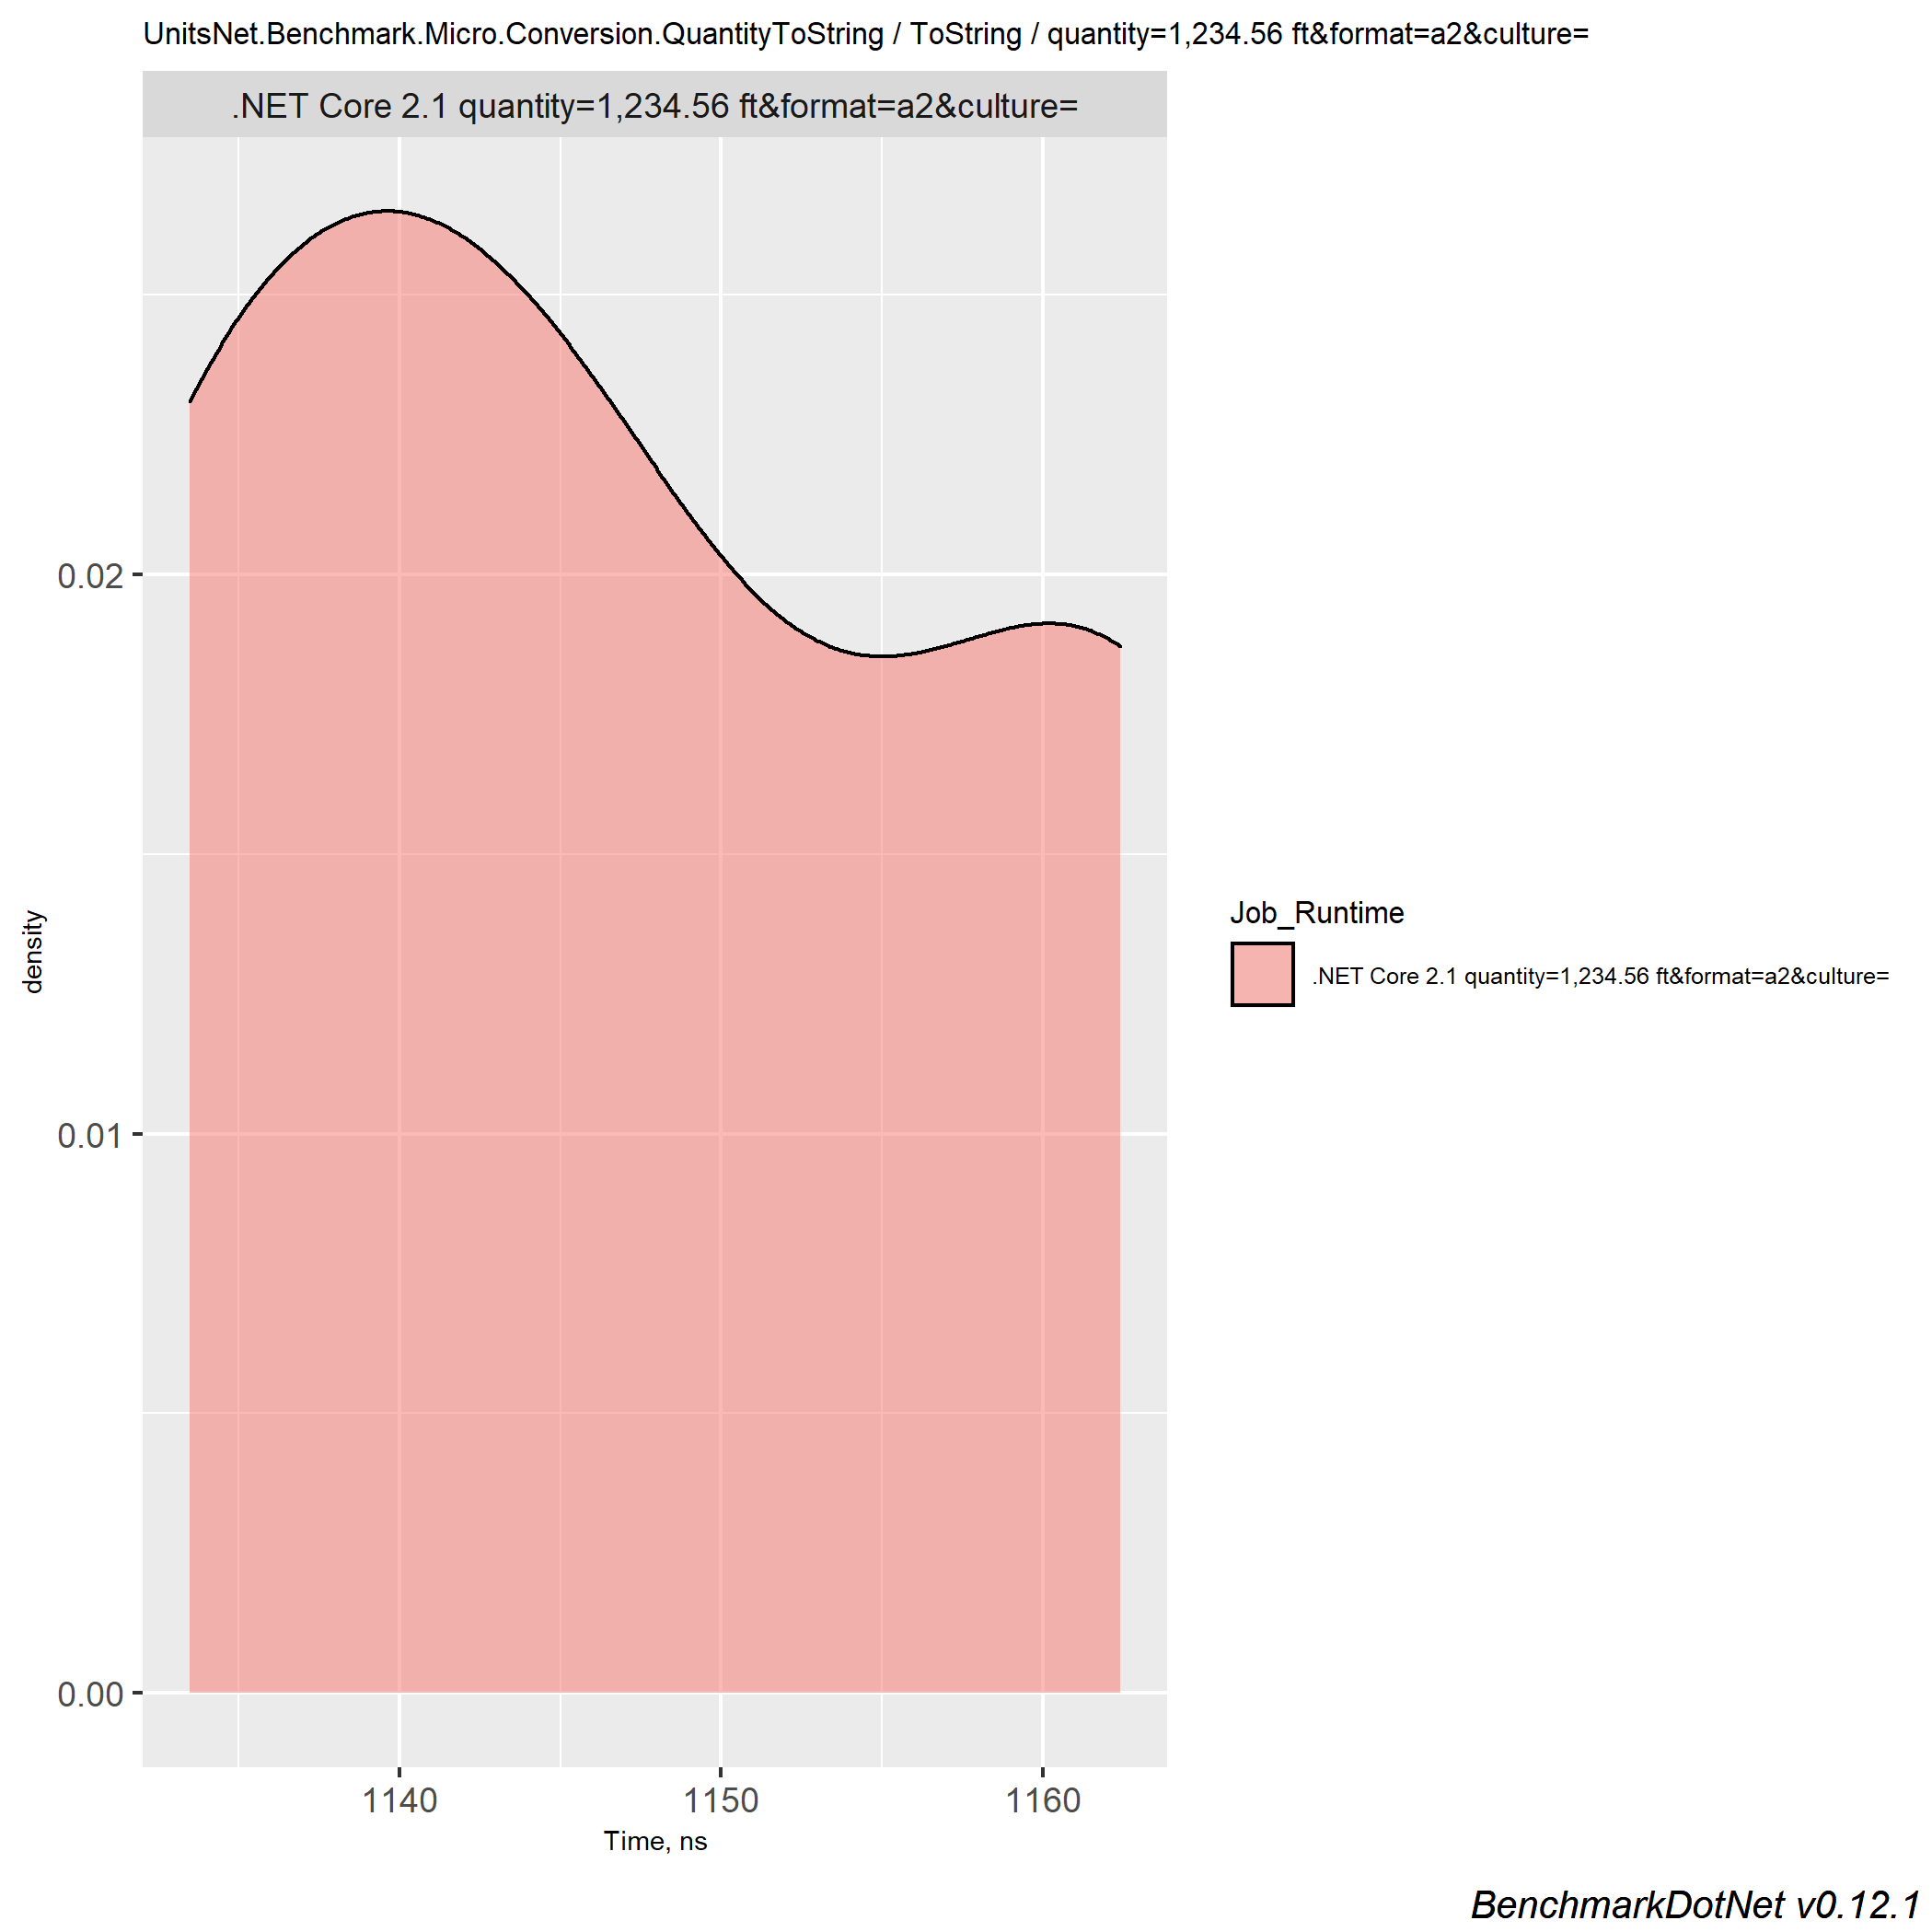 UnitsNet.Benchmark.Micro.Conversion.QuantityToString / ToString / quantity=1,234.56 ft&format=a2&culture=
.NET Core 2.1 quantity=1,234.56 ft&format=a2&culture=
0.02
0.01
0.00
density
1140 1150 1160
Time, ns
Job_Runtime
.NET Core 2.1 quantity=1,234.56 ft&format=a2&culture=
BenchmarkDotNet v0.12.1